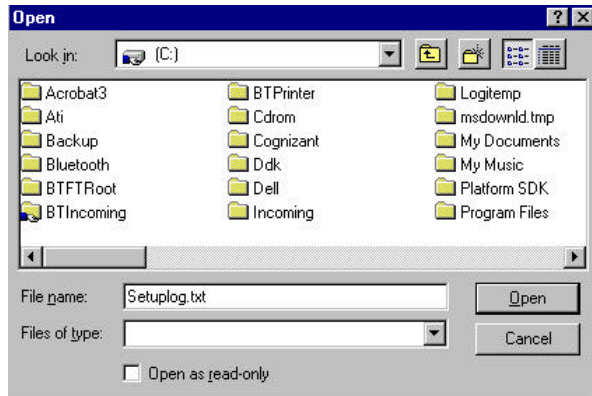 Open
Look in: (C:)
Acrobat3 BTPrinter Logitemp
Ati Cdrom msdownld.tmp
Backup Cognizant My Documents
Bluetooth Ddk My Music
BTFTRoot Dell Platform SDK
BTIncoming Incoming Program Files
File name: Setuplog.txt Open
Files of type: Cancel
Open as read-only